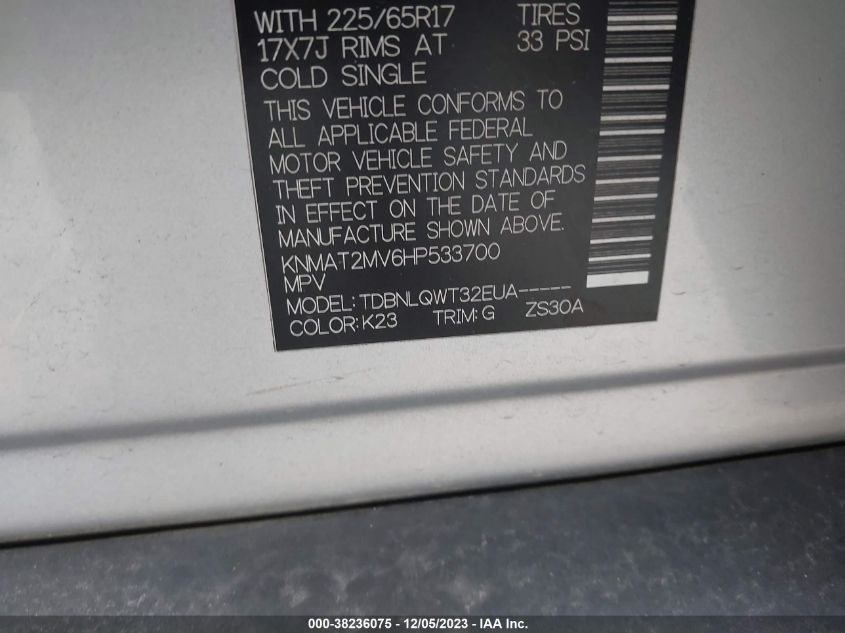 WITH 225/65R17 TIRES
17X7J RIMS AT 33 PSI
COLD SINGLE
THIS VEHICLE CONFORMS TO
ALL APPLICABLE FEDERAL
MOTOR VEHICLE SAFETY AND
THEFT PREVENTION STANDARDS
IN EFFECT ON THE DATE OF
MANUFACTURE SHOWN ABOVE.
KNMAT2MV6HP533700
MPV
MODEL:TDBNLQWT32EUA-----
COLOR:K23 TRIM:G ZS30A
000-38236075 - 12/05/2023 - IAA Inc.